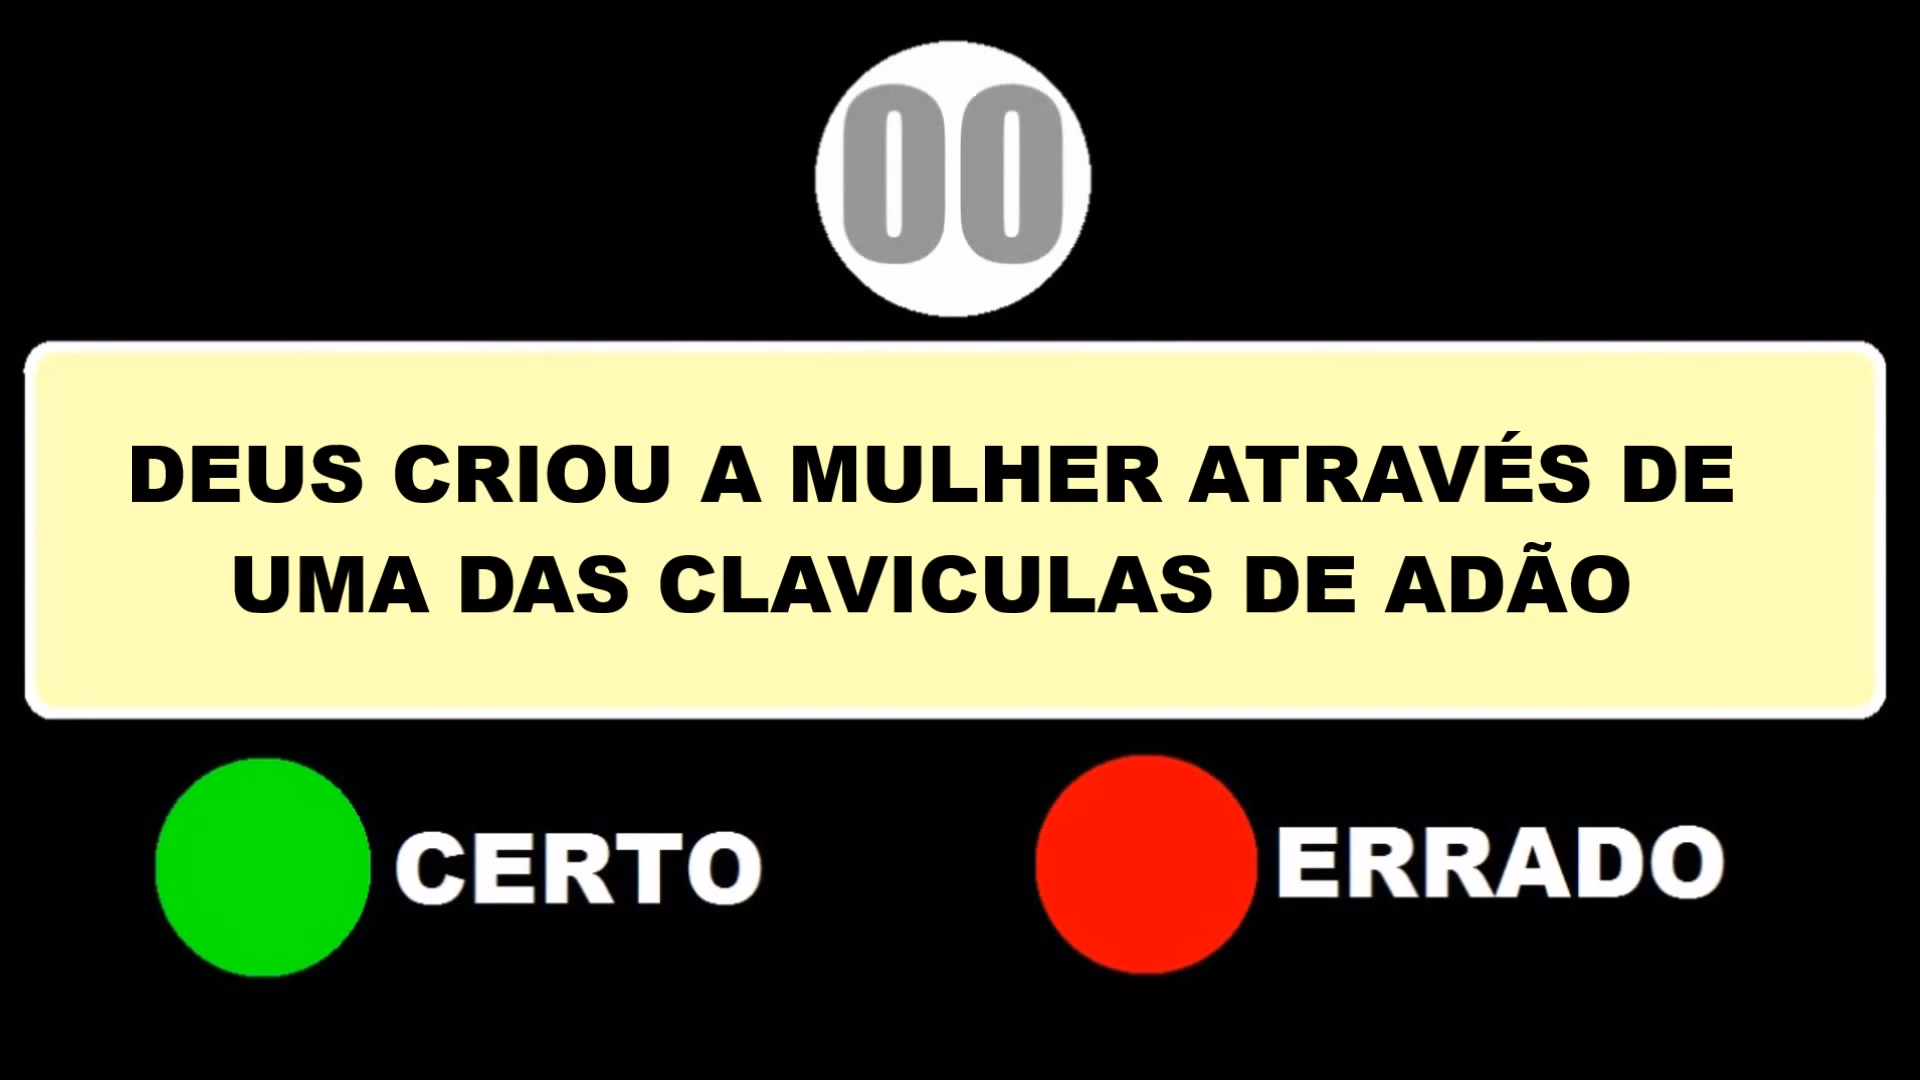 00
DEUS CRIOU A MULHER ATRAVÉS DE
UMA DAS CLAVICULAS DE ADÃO
CERTO
ERRADO